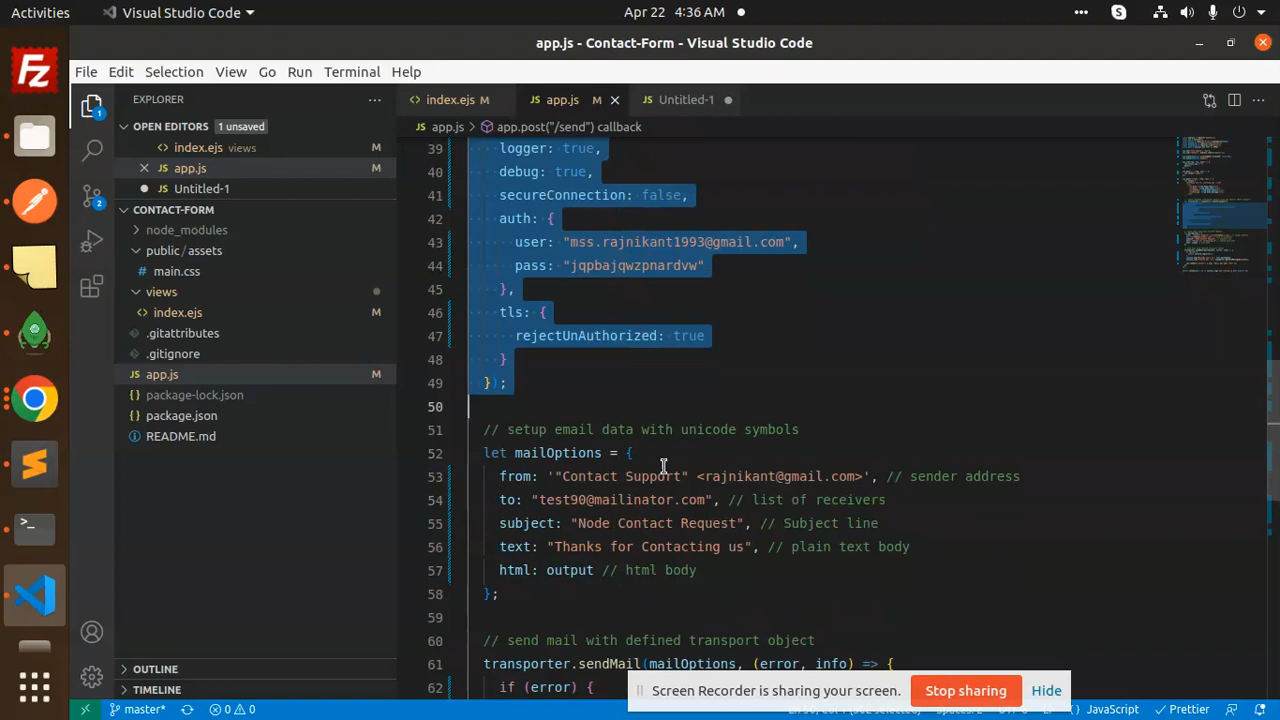 Activities
Visual Studio Code
Apr 22 4:36 AM
app.js - Contact-Form - Visual Studio Code
File Edit Selection View Go Run Terminal Help
EXPLORER
index.ejs M
app.js M
Untitled-1
OPEN EDITORS 1 unsaved
index.ejs views M
app.js M
Untitled-1
CONTACT-FORM
node_modules
public/assets
main.css
views
index.ejs M
.gitattributes
.gitignore
app.js M
package-lock.json
package.json
README.md
OUTLINE
TIMELINE
app.js > app.post("/send") callback
39 logger: true,
40 debug: true,
41 secureConnection: false,
42 auth: {
43 user: "mss.rajnikant1993@gmail.com",
44 pass: "jqpbajqwzpnardvw"
45 },
46 tls: {
47 rejectUnAuthorized: true
48 }
49 });
50
51 // setup email data with unicode symbols
52 let mailOptions = {
53 from: '"Contact Support" <rajnikant@gmail.com>', // sender address
54 to: "test90@mailinator.com", // list of receivers
55 subject: "Node Contact Request", // Subject line
56 text: "Thanks for Contacting us", // plain text body
57 html: output // html body
58 };
59
60 // send mail with defined transport object
61 transporter.sendMail(mailOptions, (error, info) => {
62 if (error) {
Screen Recorder is sharing your screen. Stop sharing Hide
master* 0 0
JavaScript Prettier